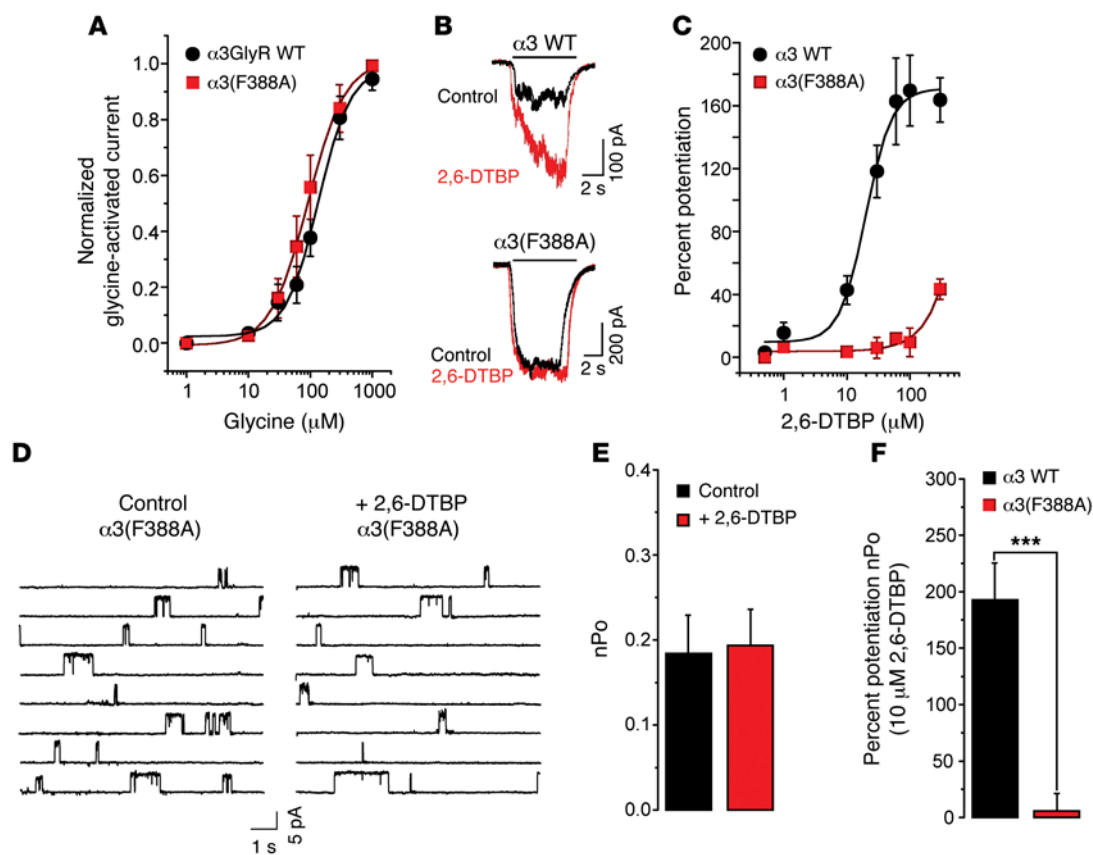 A
α3GlyR WT
α3(F388A)
Normalized
glycine-activated current
1.0
0.8
0.6
0.4
0.2
0.0
1 10 100 1000
Glycine (μM)
B
α3 WT
Control
2,6-DTBP
2 s
100 pA
α3(F388A)
Control
2,6-DTBP
2 s
200 pA
C
α3 WT
α3(F388A)
Percent potentiation
200
160
120
80
40
0
1 10 100
2,6-DTBP (μM)
D
Control
α3(F388A)
+ 2,6-DTBP
α3(F388A)
1 s
5 pA
E
Control
+ 2,6-DTBP
nPo
0.4
0.3
0.2
0.1
0.0
F
α3 WT
α3(F388A)
Percent potentiation nPo
(10 μM 2,6-DTBP)
300
250
200
150
100
75
50
25
0
***